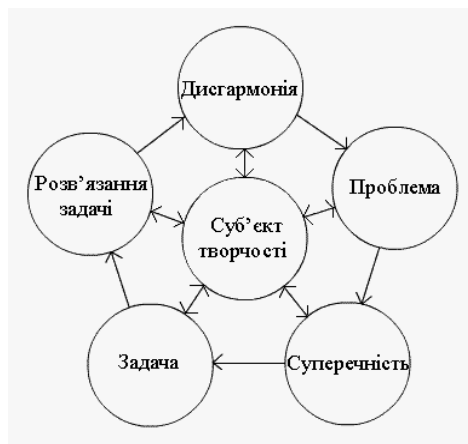 Дисгармонія
Проблема
Розв’язання
задачі
Суб’єкт
творчості
Задача
Суперечність